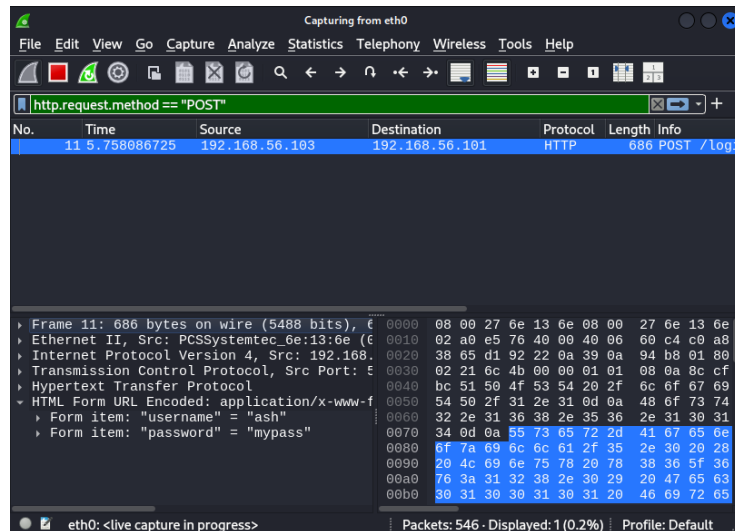 Capturing from eth0
File Edit View Go Capture Analyze Statistics Telephony Wireless Tools Help
http.request.method == "POST"
No. Time Source Destination Protocol Length Info
11 5.758086725 192.168.56.103 192.168.56.101 HTTP 686 POST /logi
Frame 11: 686 bytes on wire (5488 bits), 6
Ethernet II, Src: PCSSystemtec_6e:13:6e (0
Internet Protocol Version 4, Src: 192.168.
Transmission Control Protocol, Src Port: 5
Hypertext Transfer Protocol
HTML Form URL Encoded: application/x-www-f
Form item: "username" = "ash"
Form item: "password" = "mypass"
0000 08 00 27 6e 13 6e 08 00 27 6e 13 6e
0010 02 a0 e5 76 40 00 40 06 60 c4 c0 a8
0020 38 65 d1 92 22 0a 39 0a 94 b8 01 80
0030 02 21 6c 4b 00 00 01 01 08 0a 8c cf
0040 bc 51 50 4f 53 54 20 2f 6c 6f 67 69
0050 54 50 2f 31 2e 31 0d 0a 48 6f 73 74
0060 32 2e 31 36 38 2e 35 36 2e 31 30 31
0070 34 0d 0a 55 73 65 72 2d 41 67 65 6e
0080 6f 7a 69 6c 6c 61 2f 35 2e 30 20 28
0090 20 4c 69 6e 75 78 20 78 38 36 5f 36
00a0 76 3a 31 32 38 2e 30 29 20 47 65 63
00b0 30 31 30 30 31 30 31 20 46 69 72 65
eth0: <live capture in progress> Packets: 546 · Displayed: 1 (0.2%) Profile: Default